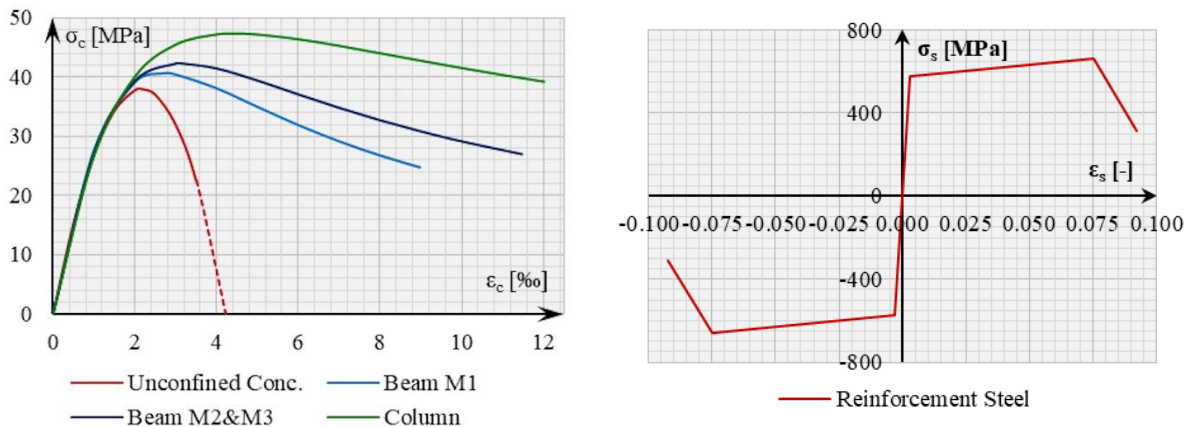 50
40
30
20
10
0
σc [MPa]
εc [‰]
0 2 4 6 8 10 12
Unconfined Conc. Beam M1
Beam M2&M3 Column
800
400
0
-400
-800
σs [MPa]
εs [-]
-0.100 -0.075 -0.050 -0.025 0.000 0.025 0.050 0.075 0.100
Reinforcement Steel